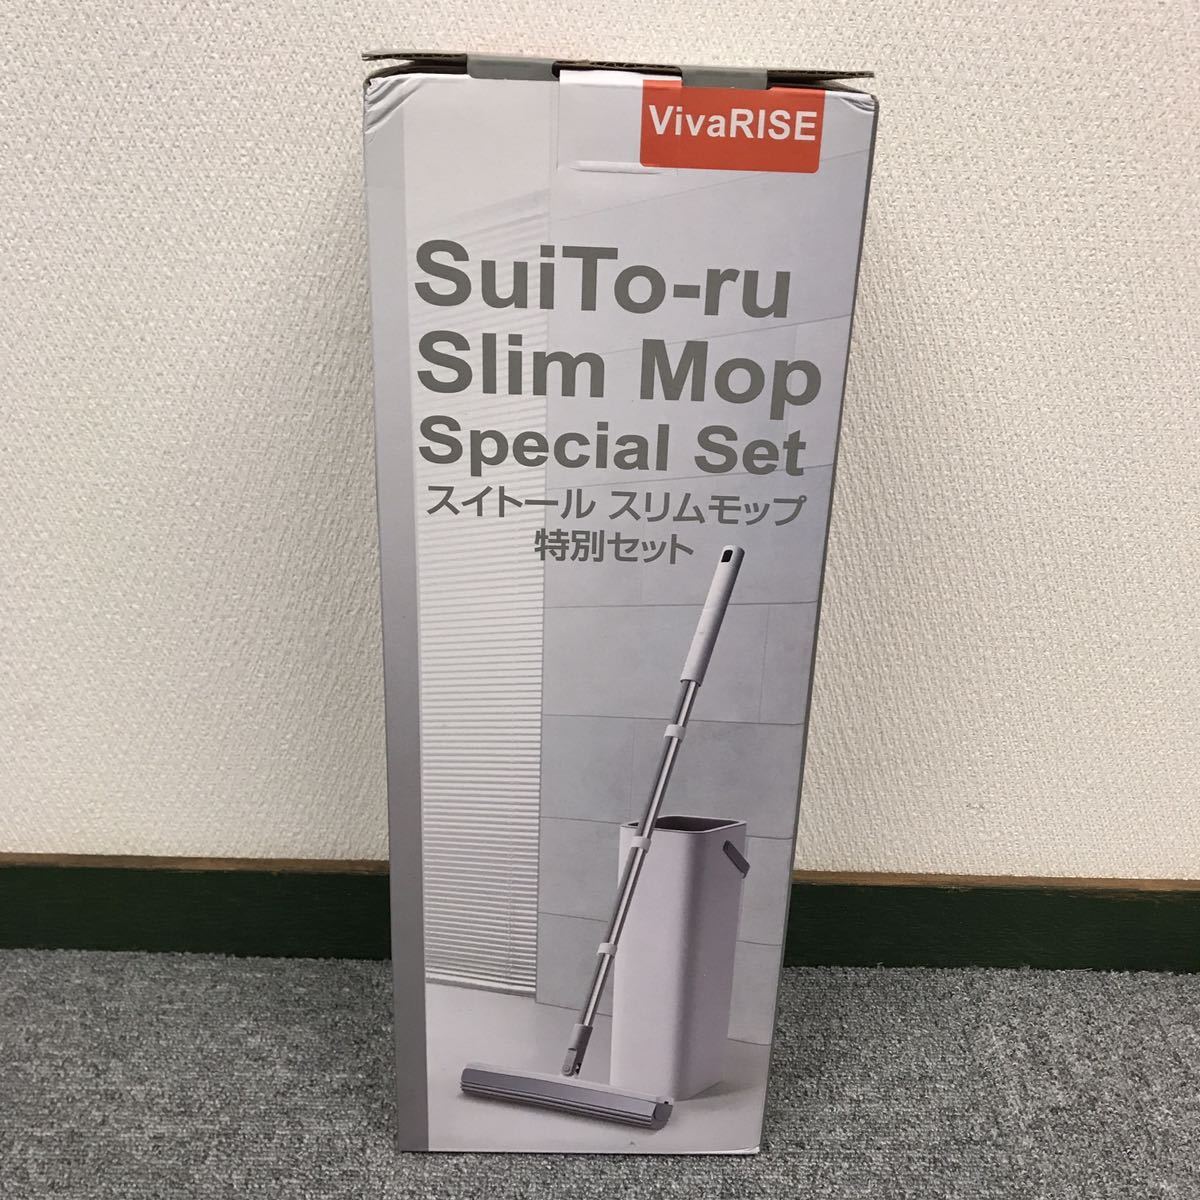 VivaRISE
SuiTo-ru
Slim Mop
Special Set
スイトール スリムモップ
特別セット